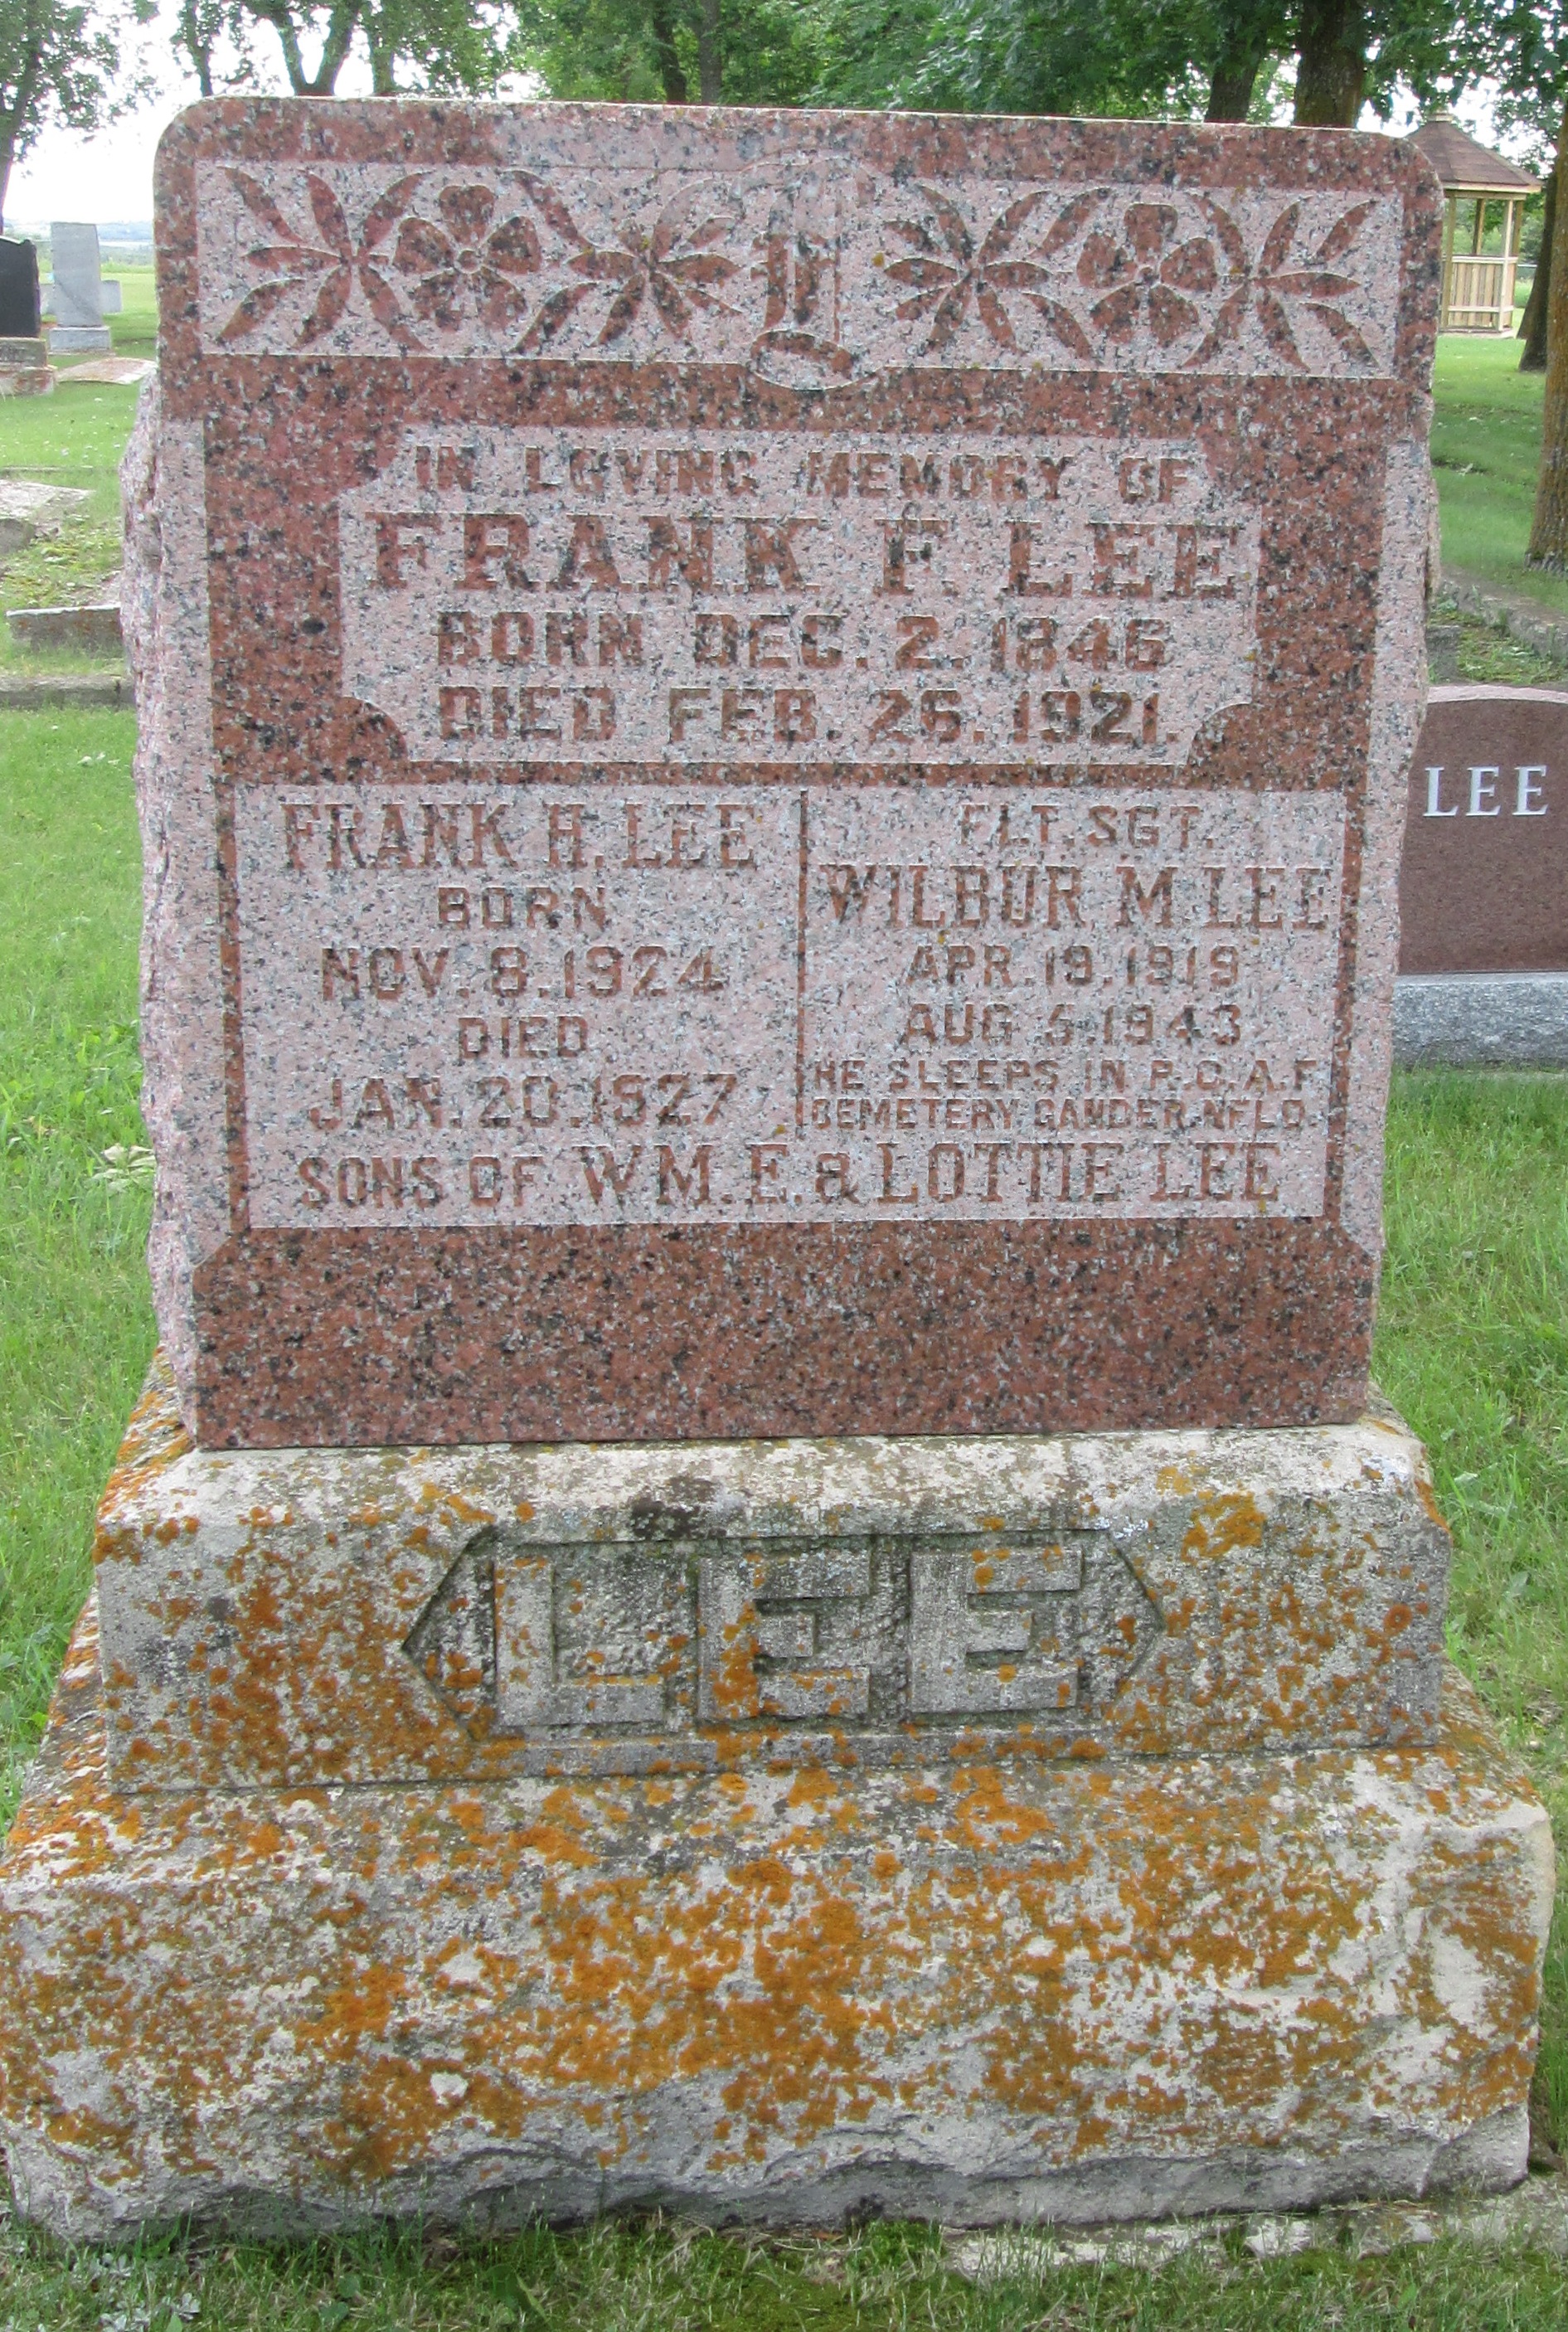 IN LOVING MEMORY OF
FRANK F. LEE
BORN DEC. 2. 1846
DIED FEB. 26. 1921.
FRANK H. LEE
BORN
NOV. 8. 1924
DIED
JAN. 20. 1927
FLT. SGT.
WILBUR M. LEE
APR. 19. 1919
AUG. 5. 1943
HE SLEEPS IN R.C.A.F.
CEMETERY GANDER NFLD.
SONS OF WM. E. & LOTTIE LEE
LEE
LEE